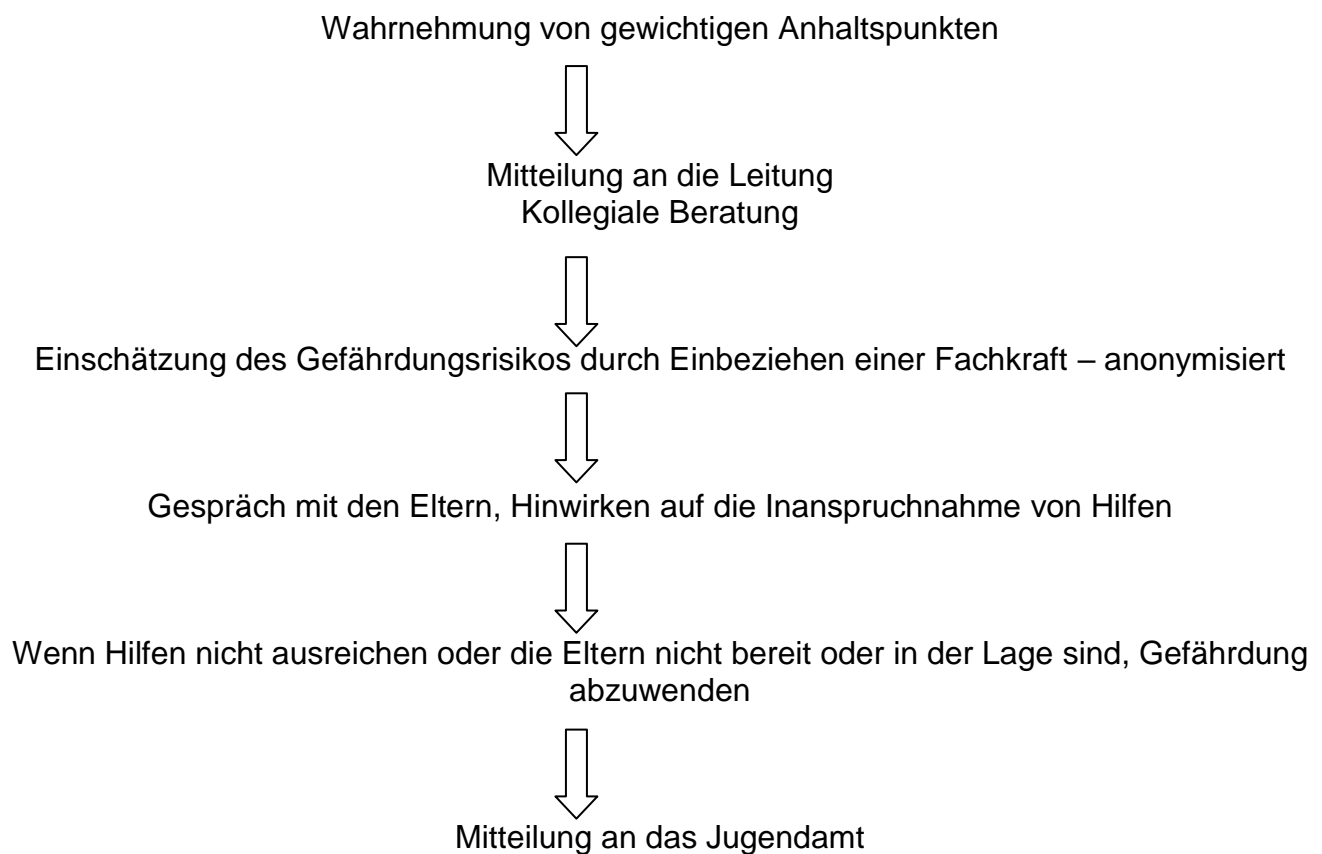 Wahrnehmung von gewichtigen Anhaltspunkten
Mitteilung an die Leitung
Kollegiale Beratung
Einschätzung des Gefährdungsrisikos durch Einbeziehen einer Fachkraft – anonymisiert
Gespräch mit den Eltern, Hinwirken auf die Inanspruchnahme von Hilfen
Wenn Hilfen nicht ausreichen oder die Eltern nicht bereit oder in der Lage sind, Gefährdung
abzuwenden
Mitteilung an das Jugendamt